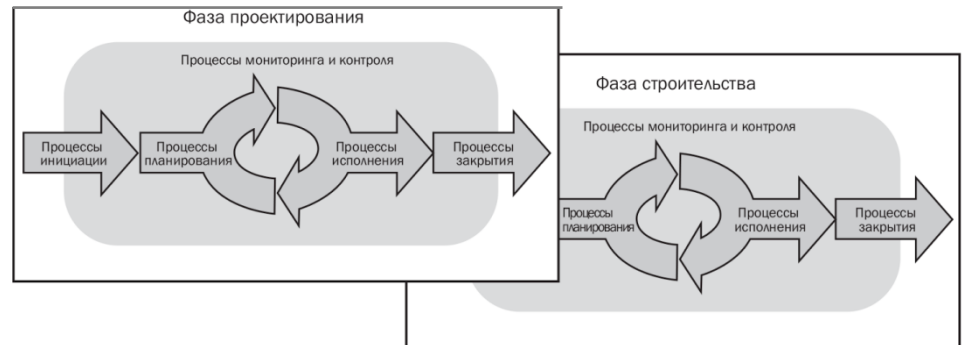 Фаза проектирования
Процессы мониторинга и контроля
Процессы
инициации
Процессы
планирования
Процессы
исполнения
Процессы
закрытия
Фаза строительства
Процессы мониторинга и контроля
Процессы
планирования
Процессы
исполнения
Процессы
закрытия